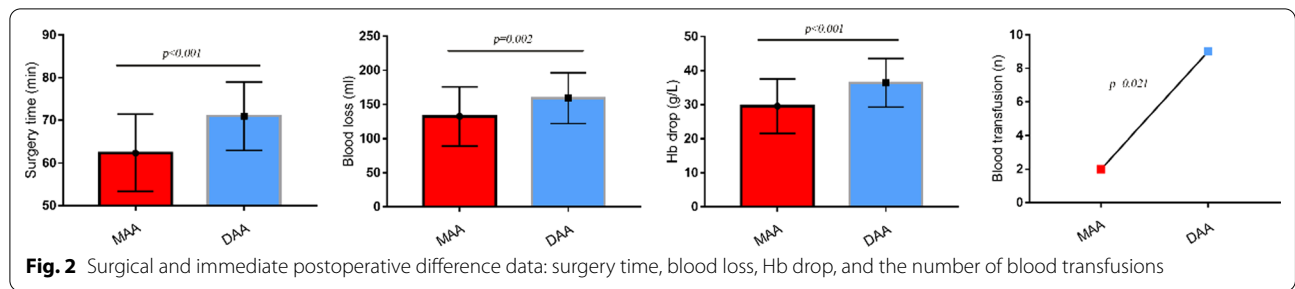 p<0.001
90
80
70
60
50
Surgery time (min)
MAA
DAA
p=0.002
250
200
150
100
50
0
Blood loss (ml)
MAA
DAA
p<0.001
50
40
30
20
10
0
Hb drop (g/L)
MAA
DAA
p=0.021
10
8
6
4
2
0
Blood transfusion (n)
MAA
DAA
Fig. 2 Surgical and immediate postoperative difference data: surgery time, blood loss, Hb drop, and the number of blood transfusions